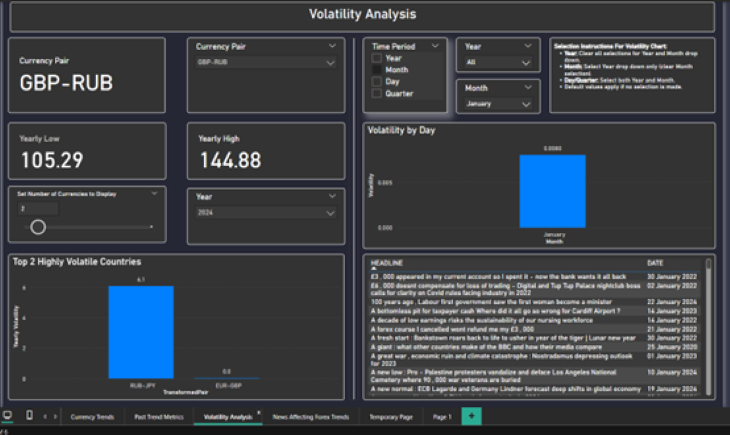 Volatility Analysis
Currency Pair
GBP-RUB
Currency Pair
GBP-RUB
Time Period
Year
Month
Day
Quarter
Year
All
Month
January
Selection Instructions For Volatility Chart:
• Year: Clear all selections for Year and Month drop
down.
• Month: Select Year drop down only (clear Month
selection).
• Day/Quarter: Select both Year and Month.
• Default values apply if no selection is made.
Yearly Low
105.29
Yearly High
144.88
Set Number of Currencies to Display
2
Year
2024
Volatility by Day
0.0080
Volatility
0.005
0.000
January
Month
Top 2 Highly Volatile Countries
6.1
Yearly Volatility
6
4
2
0
0.0
RUB-JPY
EUR-GBP
TransformedPair
HEADLINE DATE
£3 , 000 appeared in my current account so I spent it - now the bank wants it all back 30 January 2022
£6 , 000 doesnt compensate for loss of trading - Digital and Tup Tup Palace nightclub boss 02 January 2022
calls for clarity on Covid rules facing industry in 2022
100 years ago , Labour first government saw the first woman become a minister 22 January 2024
A bottomless pit for taxpayer cash Where did it all go so wrong for Cardiff Airport ? 14 January 2023
A decade of low earnings risks the sustainability of our nursing workforce 16 January 2022
A forex course I cancelled wont refund me my £3 , 000 21 January 2022
A fresh start : Bankstown roars back to life to usher in year of the tiger | Lunar new year 30 January 2022
A giant : what other countries make of the BBC and how their media compare 25 January 2020
A great war , economic ruin and climate catastrophe : Nostradamus depressing outlook 01 January 2023
for 2023
A new low : Pro - Palestine protesters vandalize and deface Los Angeles National 10 January 2024
Cemetery where 90 , 000 war veterans are buried
A new normal : ECB Lagarde and Germany Lindner forecast deep shifts in global economy 19 January 2024
Currency Trends
Past Trend Metrics
Volatility Analysis
News Affecting Forex Trends
Temporary Page
Page 1
+